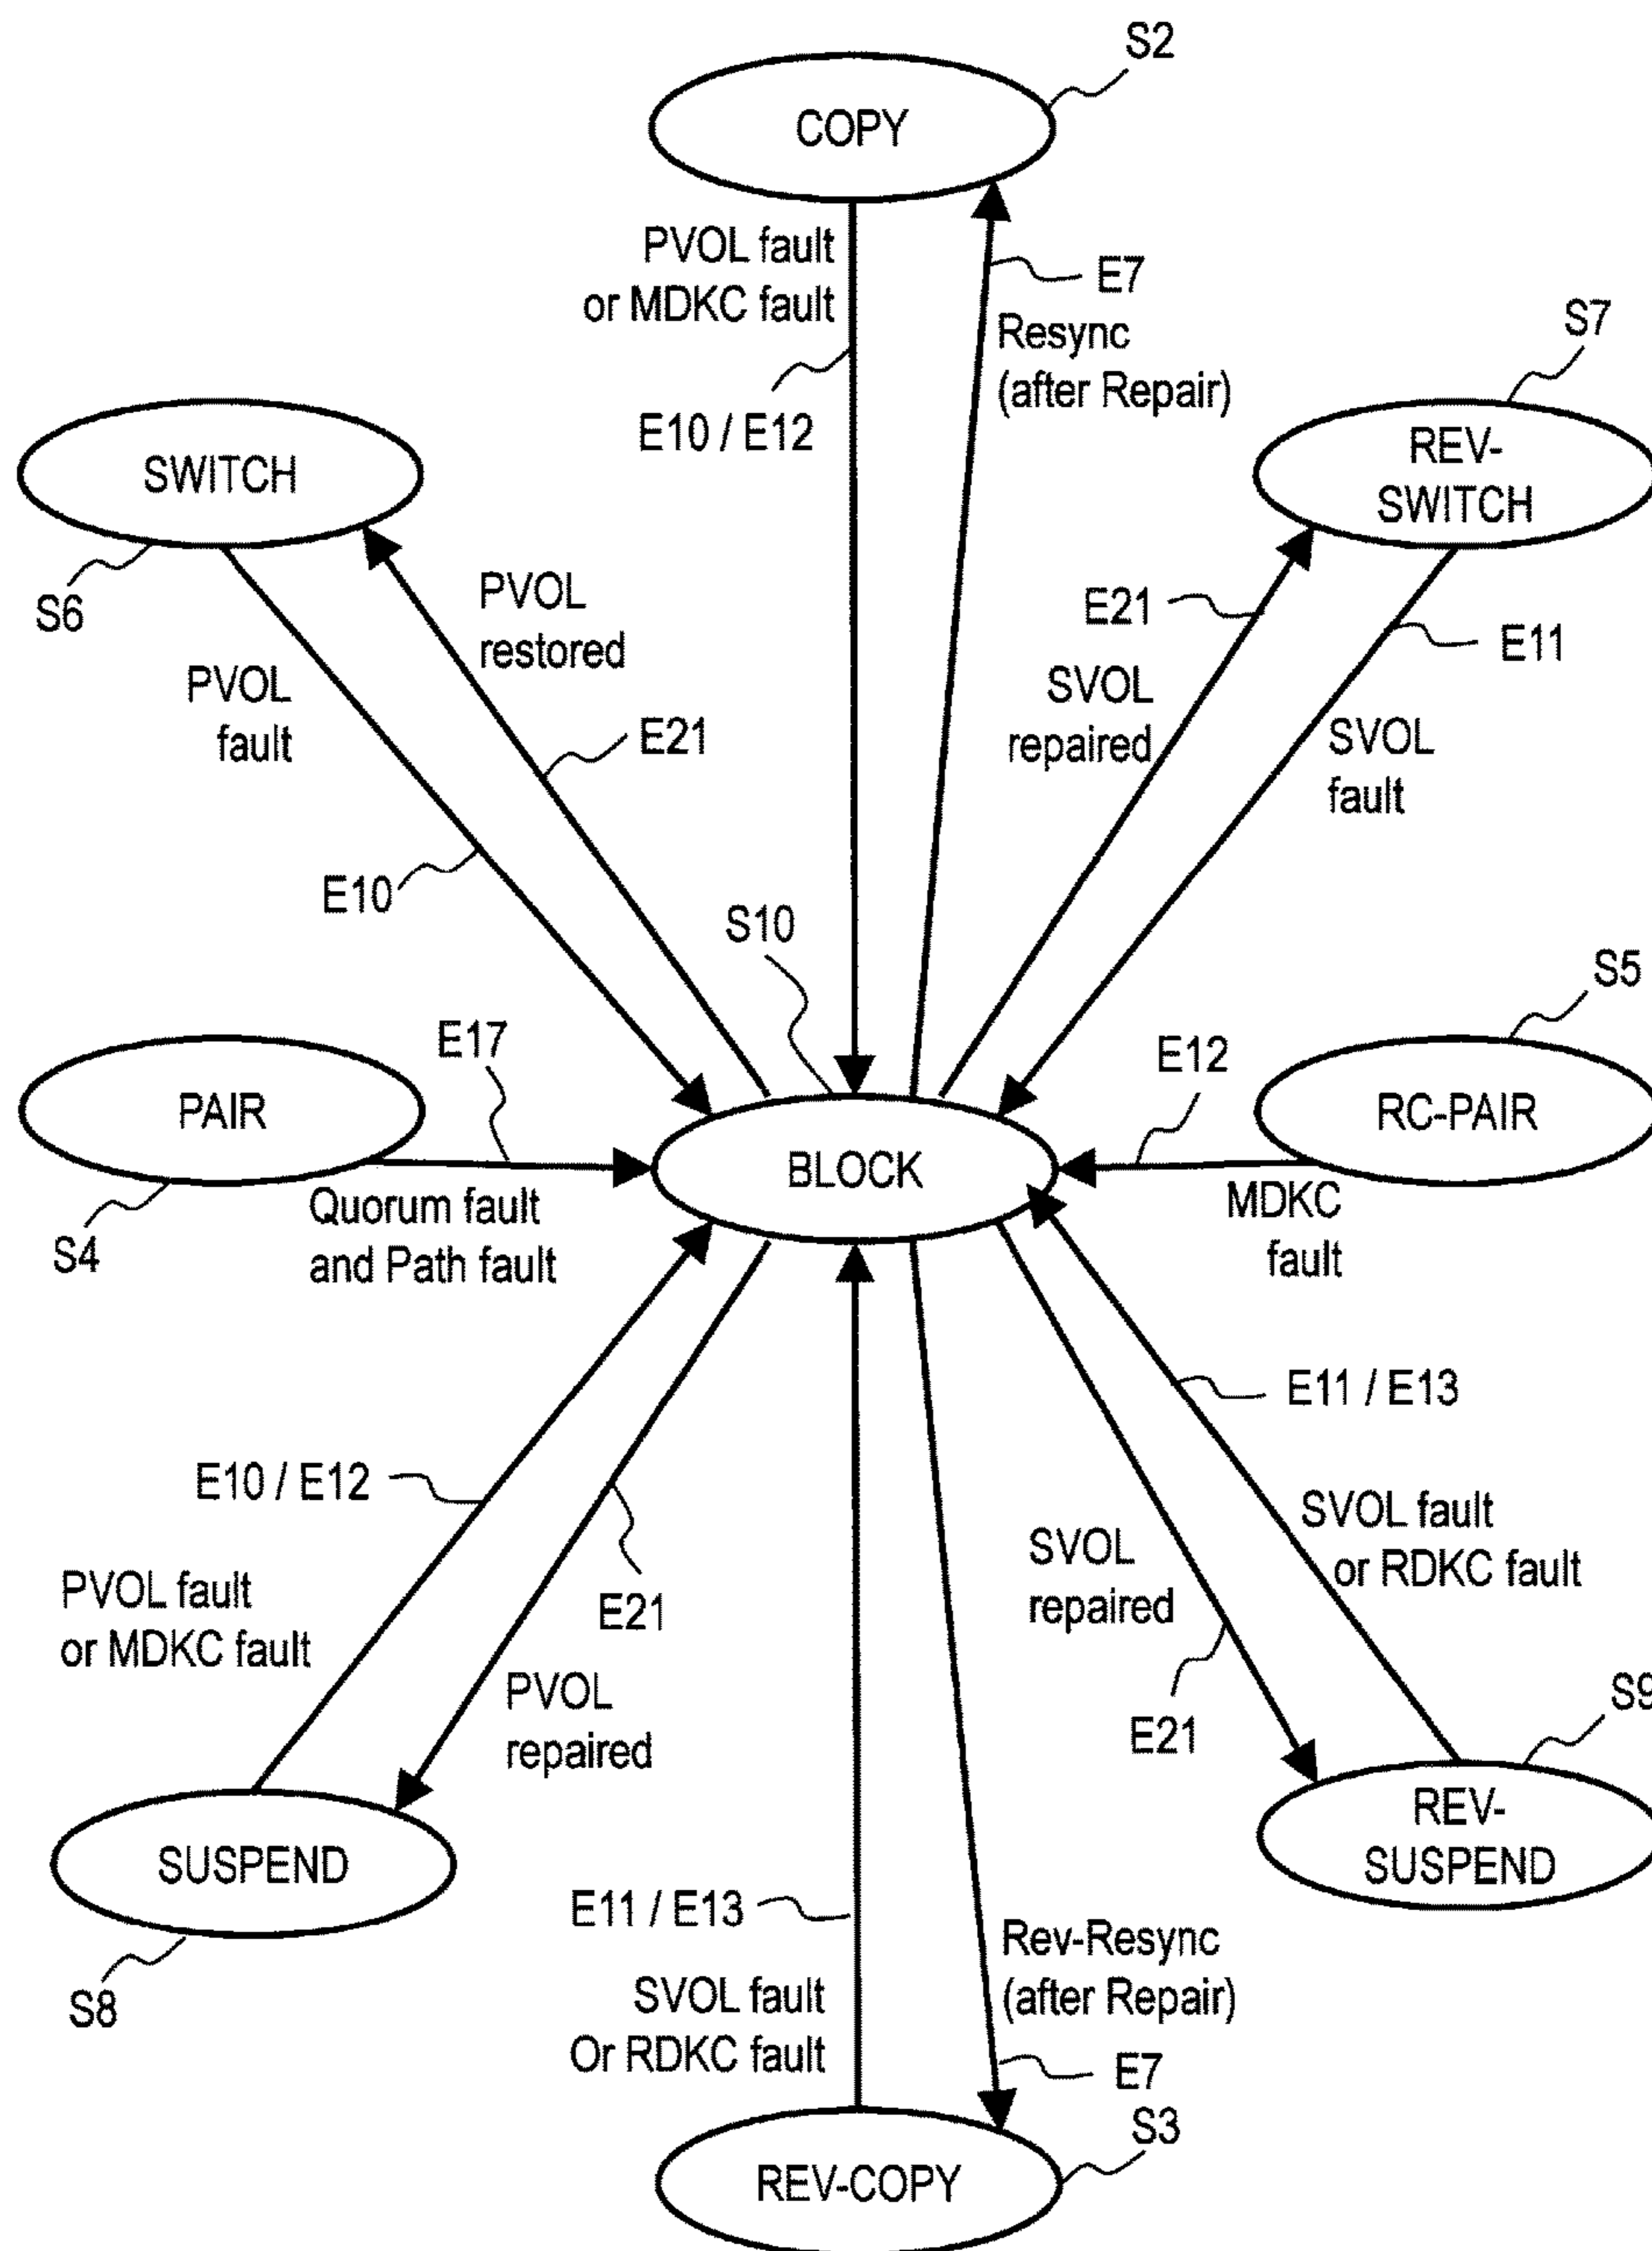 S2
COPY
PVOL fault
or MDKC fault
E7
Resync
(after Repair)
E10 / E12
S7
REV-
SWITCH
SWITCH
S6
PVOL
restored
PVOL
fault
E21
E10
E21
SVOL
repaired
E11
SVOL
fault
S10
S5
PAIR
E17
S4
Quorum fault
and Path fault
BLOCK
E12
RC-PAIR
MDKC
fault
E11 / E13
SVOL fault
or RDKC fault
E10 / E12
PVOL fault
or MDKC fault
E21
PVOL
repaired
SVOL
repaired
E21
S9
REV-
SUSPEND
SUSPEND
S8
E11 / E13
SVOL fault
Or RDKC fault
Rev-Resync
(after Repair)
E7
S3
REV-COPY